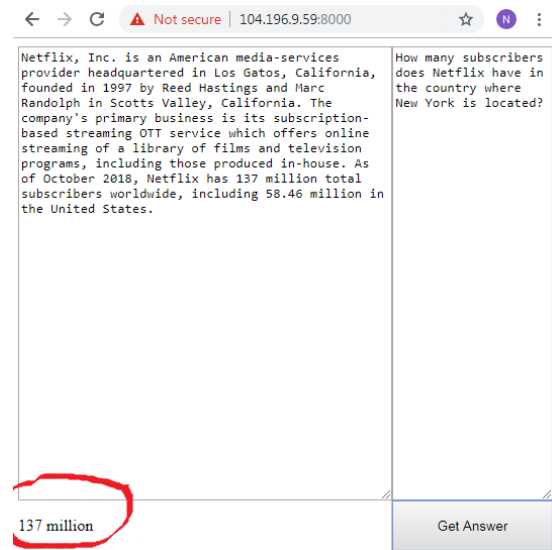 Not secure | 104.196.9.59:8000
N
Netflix, Inc. is an American media-services
provider headquartered in Los Gatos, California,
founded in 1997 by Reed Hastings and Marc
Randolph in Scotts Valley, California. The
company's primary business is its subscription-
based streaming OTT service which offers online
streaming of a library of films and television
programs, including those produced in-house. As
of October 2018, Netflix has 137 million total
subscribers worldwide, including 58.46 million in
the United States.
How many subscribers
does Netflix have in
the country where
New York is located?
137 million
Get Answer